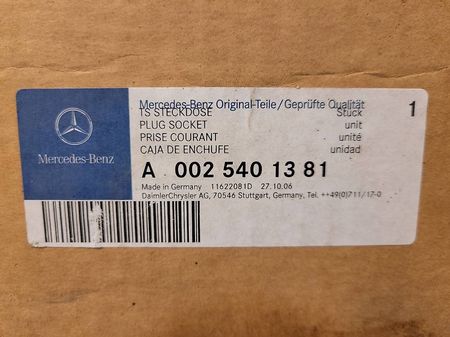 Mercedes-Benz Original-Teile/Geprüfte Qualität
TS STECKDOSE Stück 1
PLUG SOCKET unit
PRISE COURANT unité
CAJA DE ENCHUFE unidad
Mercedes-Benz
A 002 540 13 81
Made in Germany 11622081D 27.10.06
DaimlerChrysler AG, 70546 Stuttgart, Germany, Tel. ++49(0)711/17-0